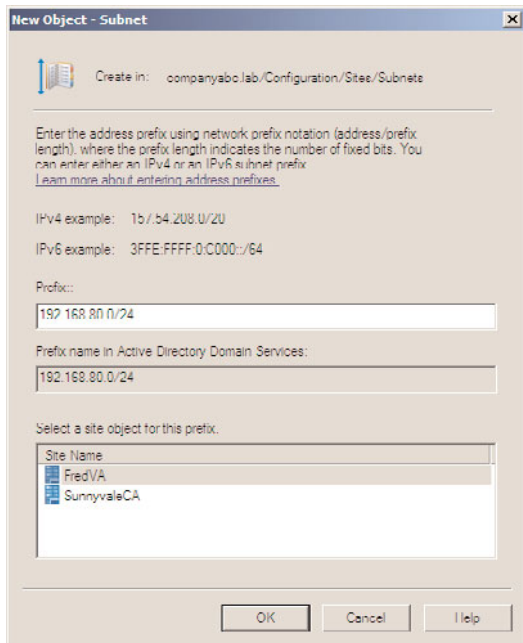 New Object - Subnet
Create in: companyabc.lab/Configuration/Sites/Subnets
Enter the address prefix using network prefix notation (address/prefix
length), where the prefix length indicates the number of fixed bits. You
can enter either an IPv4 or an IPv6 subnet prefix.
Learn more about entering address prefixes.
IPv4 example: 157.54.208.0/20
IPv6 example: 3FFE:FFFF:0:C000::/64
Prefix::
192.168.80.0/24
Prefix name in Active Directory Domain Services:
192.168.80.0/24
Select a site object for this prefix.
Site Name
FredVA
SunnyvaleCA
OK Cancel Help